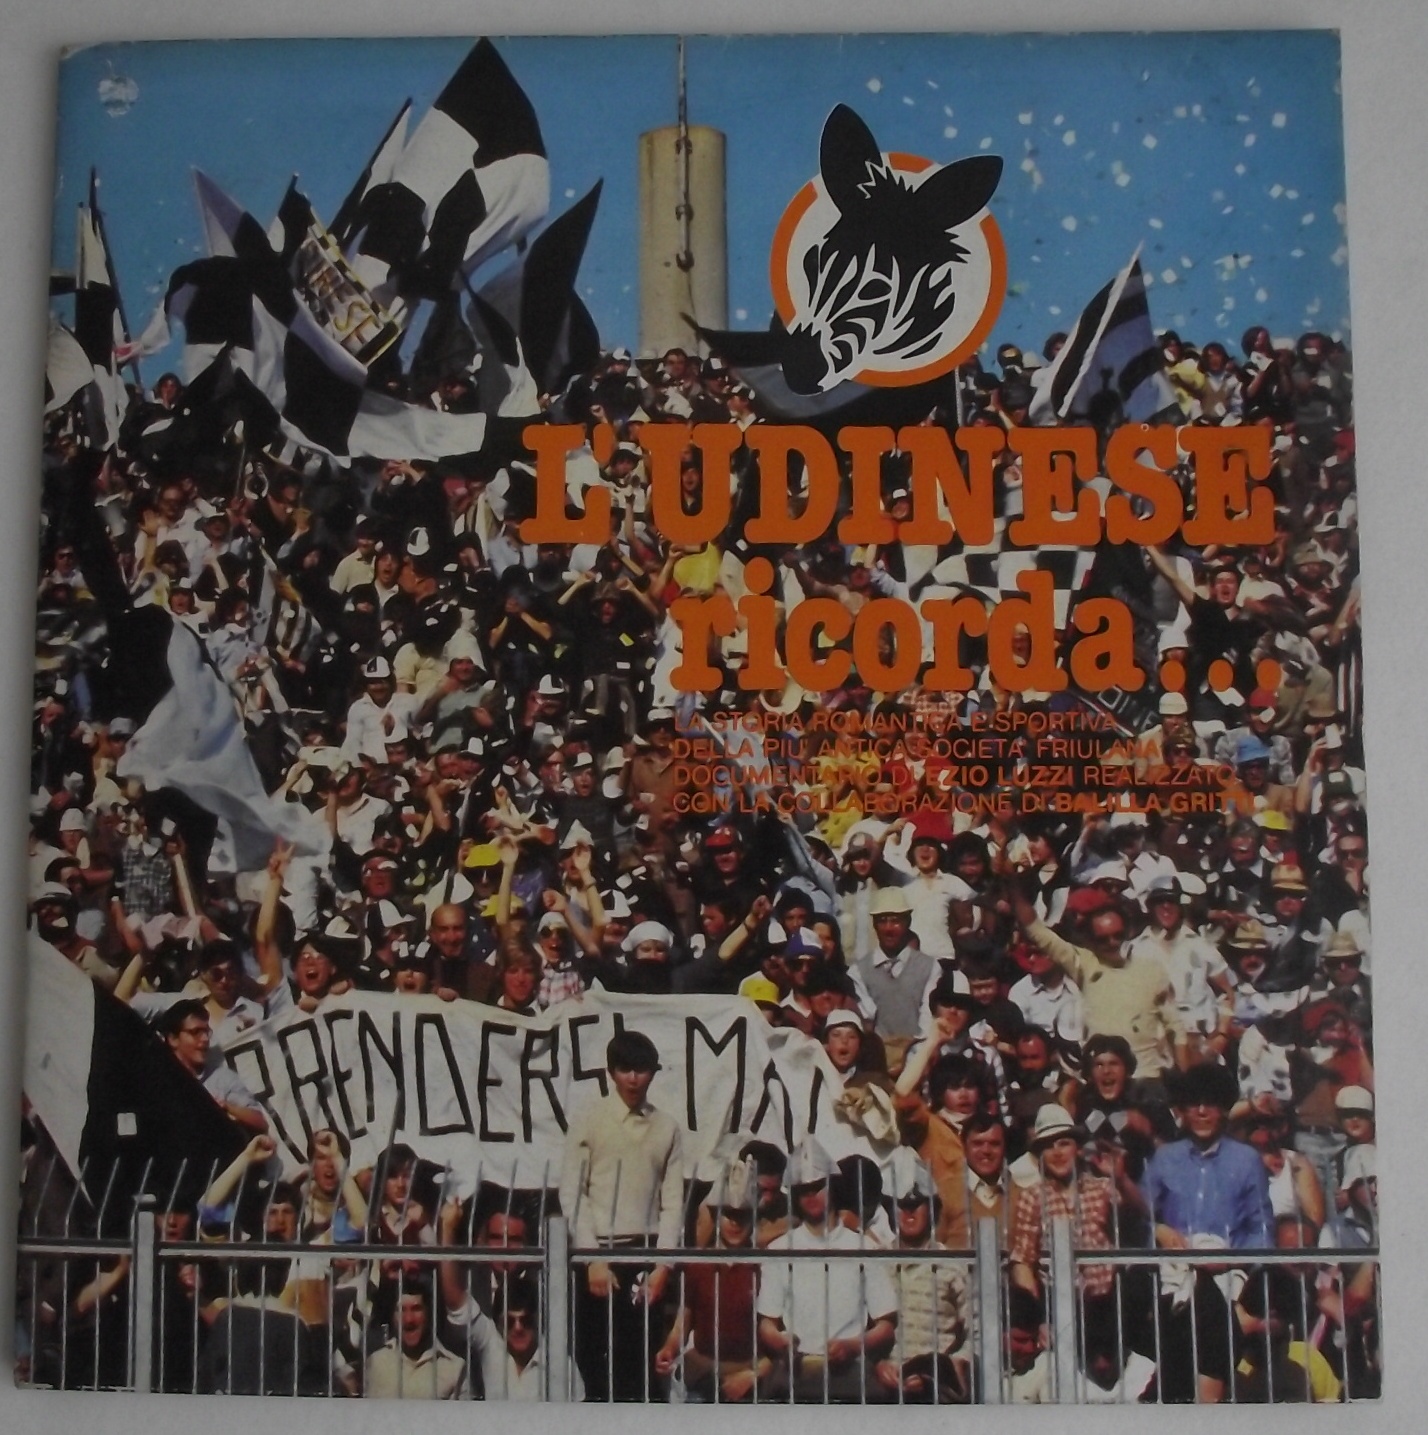 L'UDINESE
ricorda...
LA STORIA ROMANTICA E SPORTIVA
DELLA PIU' ANTICA SOCIETA' FRIULANA
DOCUMENTARIO DI EZIO LUZZI REALIZZATO
CON LA COLLABORAZIONE DI BALILLA GRITTI
RRENDERSI MAI